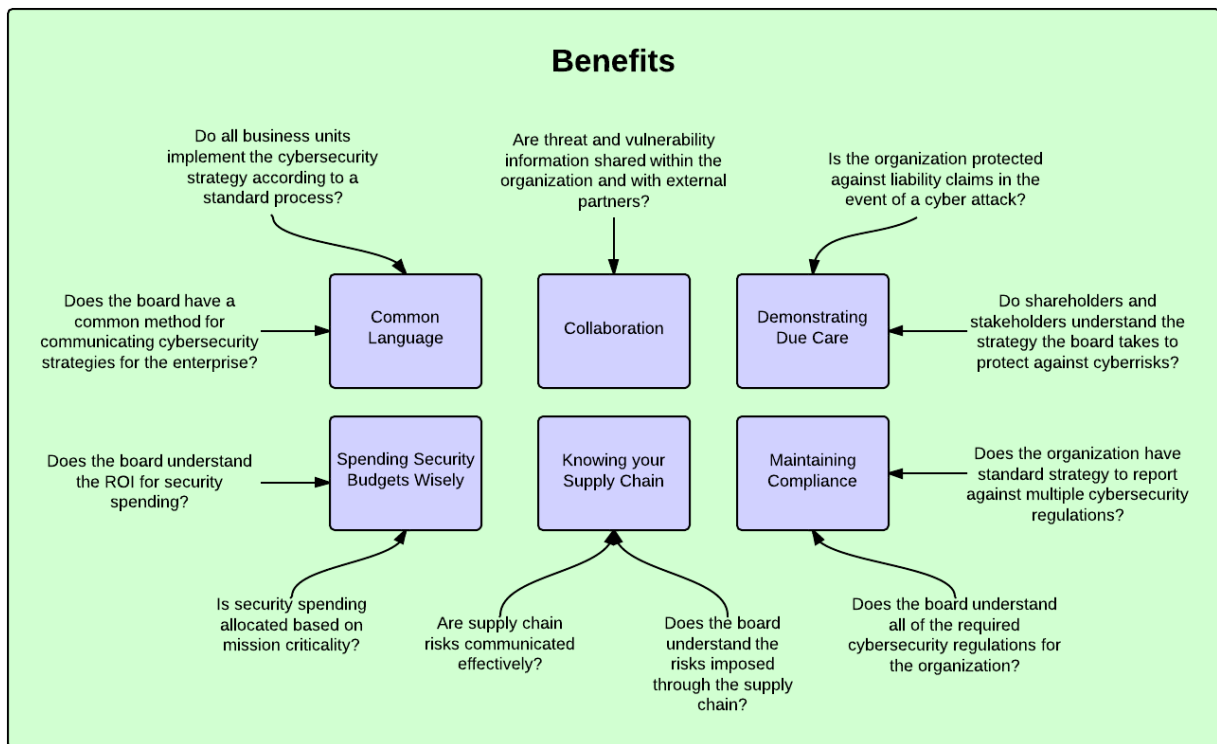 Benefits
Do all business units
implement the cybersecurity
strategy according to a
standard process?
Are threat and vulnerability
information shared within the
organization and with external
partners?
Is the organization protected
against liability claims in the
event of a cyber attack?
Does the board have a
common method for
communicating cybersecurity
strategies for the enterprise?
Common
Language
Collaboration
Demonstrating
Due Care
Do shareholders and
stakeholders understand the
strategy the board takes to
protect against cyberrisks?
Does the board understand
the ROI for security
spending?
Spending Security
Budgets Wisely
Knowing your
Supply Chain
Maintaining
Compliance
Does the organization have
standard strategy to report
against multiple cybersecurity
regulations?
Is security spending
allocated based on
mission criticality?
Are supply chain
risks communicated
effectively?
Does the board
understand the
risks imposed
through the supply
chain?
Does the board understand
all of the required
cybersecurity regulations for
the organization?